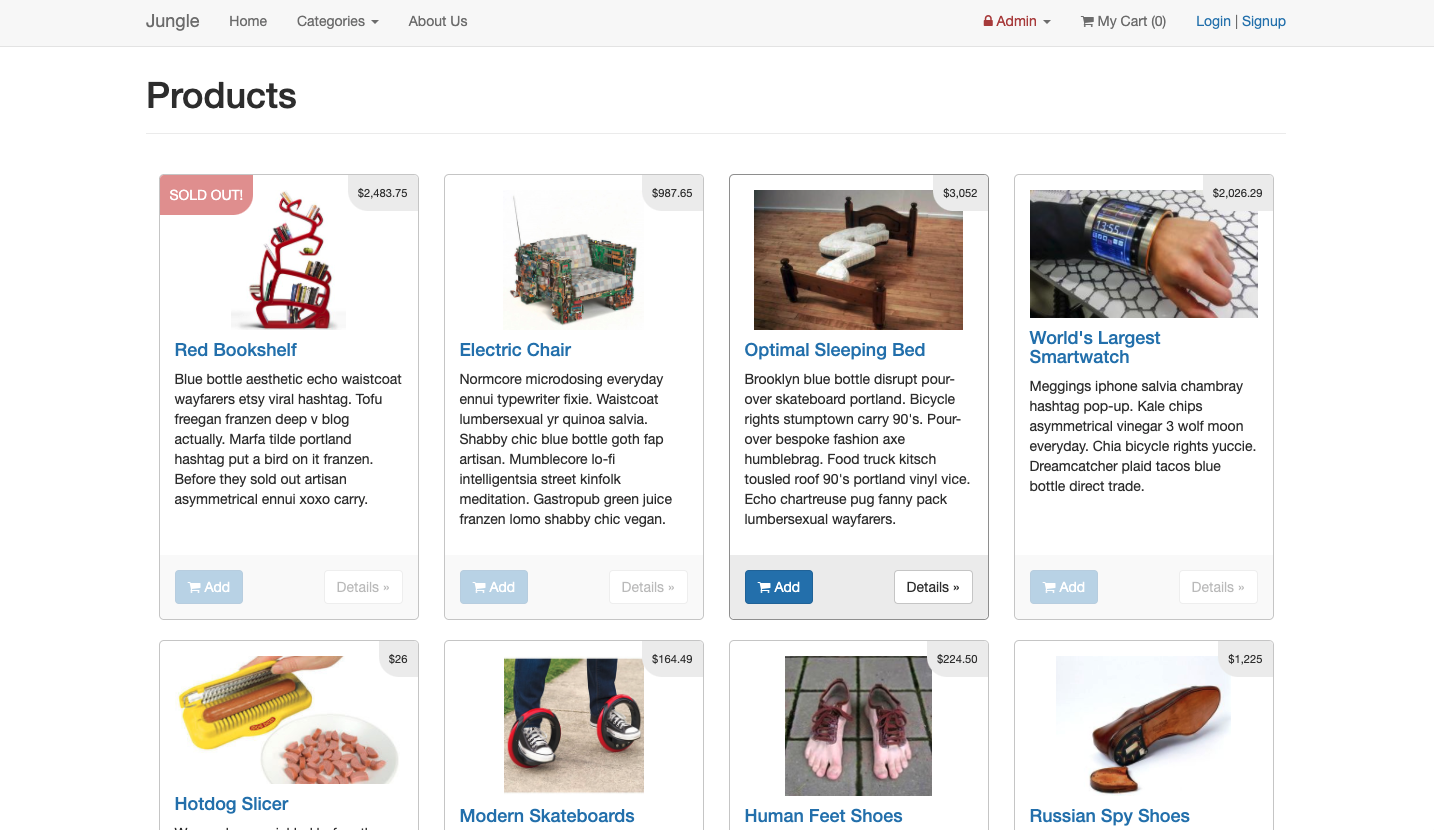 Jungle Home Categories About Us Admin My Cart (0) Login | Signup
Products
SOLD OUT!
$2,483.75
Red Bookshelf
Blue bottle aesthetic echo waistcoat
wayfarers etsy viral hashtag. Tofu
freegan franzen deep v blog
actually. Marfa tilde portland
hashtag put a bird on it franzen.
Before they sold out artisan
asymmetrical ennui xoxo carry.
Add Details »
$987.65
Electric Chair
Normcore microdosing everyday
ennui typewriter fixie. Waistcoat
lumbersexual yr quinoa salvia.
Shabby chic blue bottle goth fap
artisan. Mumblecore lo-fi
intelligentsia street kinfolk
meditation. Gastropub green juice
franzen lomo shabby chic vegan.
Add Details »
$3,052
Optimal Sleeping Bed
Brooklyn blue bottle disrupt pour-
over skateboard portland. Bicycle
rights stumptown carry 90's. Pour-
over bespoke fashion axe
humblebrag. Food truck kitsch
tousled roof 90's portland vinyl vice.
Echo chartreuse pug fanny pack
lumbersexual wayfarers.
Add Details »
$2,026.29
13:55
World's Largest
Smartwatch
Meggings iphone salvia chambray
hashtag pop-up. Kale chips
asymmetrical vinegar 3 wolf moon
everyday. Chia bicycle rights yuccie.
Dreamcatcher plaid tacos blue
bottle direct trade.
Add Details »
$26
Hotdog Slicer
$164.49
Modern Skateboards
$224.50
Human Feet Shoes
$1,225
Russian Spy Shoes